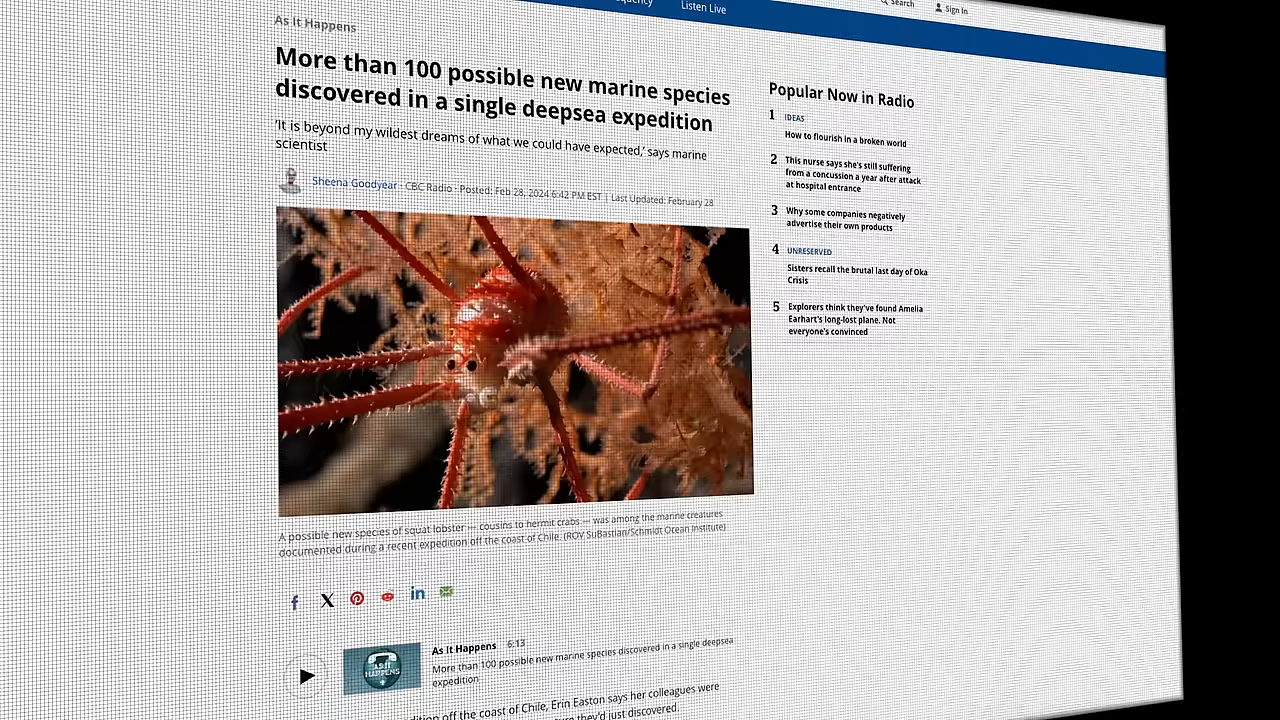 Listen Live
Search
Sign In
As It Happens
More than 100 possible new marine species
discovered in a single deepsea expedition
'It is beyond my wildest dreams of what we could have expected,' says marine
scientist
Sheena Goodyear · CBC Radio · Posted: Feb 28, 2024 6:42 PM EST | Last Updated: February 28
A possible new species of squat lobster — cousins to hermit crabs — was among the marine creatures
documented during a recent expedition off the coast of Chile. (ROV SuBastian/Schmidt Ocean Institute)
As It Happens 6:13
More than 100 possible new marine species discovered in a single deepsea
expedition
AS IT
HAPPENS
off the coast of Chile, Erin Easton says her colleagues were
they'd just discovered.
Popular Now in Radio
1 IDEAS
How to flourish in a broken world
2 This nurse says she's still suffering
from a concussion a year after attack
at hospital entrance
3 Why some companies negatively
advertise their own products
4 UNRESERVED
Sisters recall the brutal last day of Oka
Crisis
5 Explorers think they've found Amelia
Earhart's long-lost plane. Not
everyone's convinced